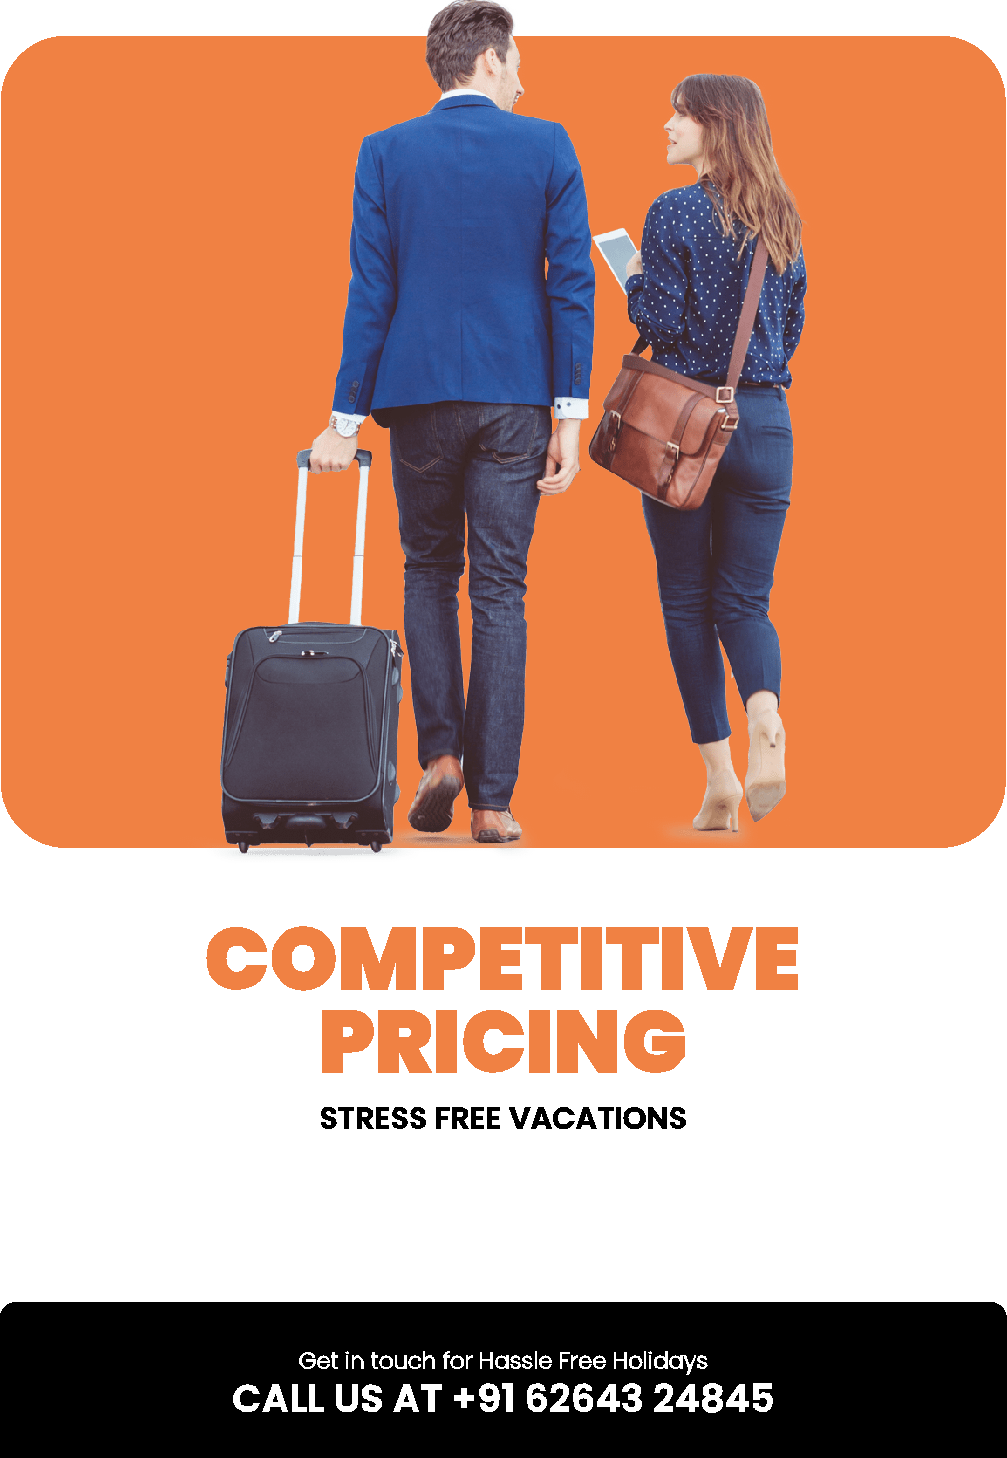 COMPETITIVE
PRICING
STRESS FREE VACATIONS
Get in touch for Hassle Free Holidays
CALL US AT +91 62643 24845